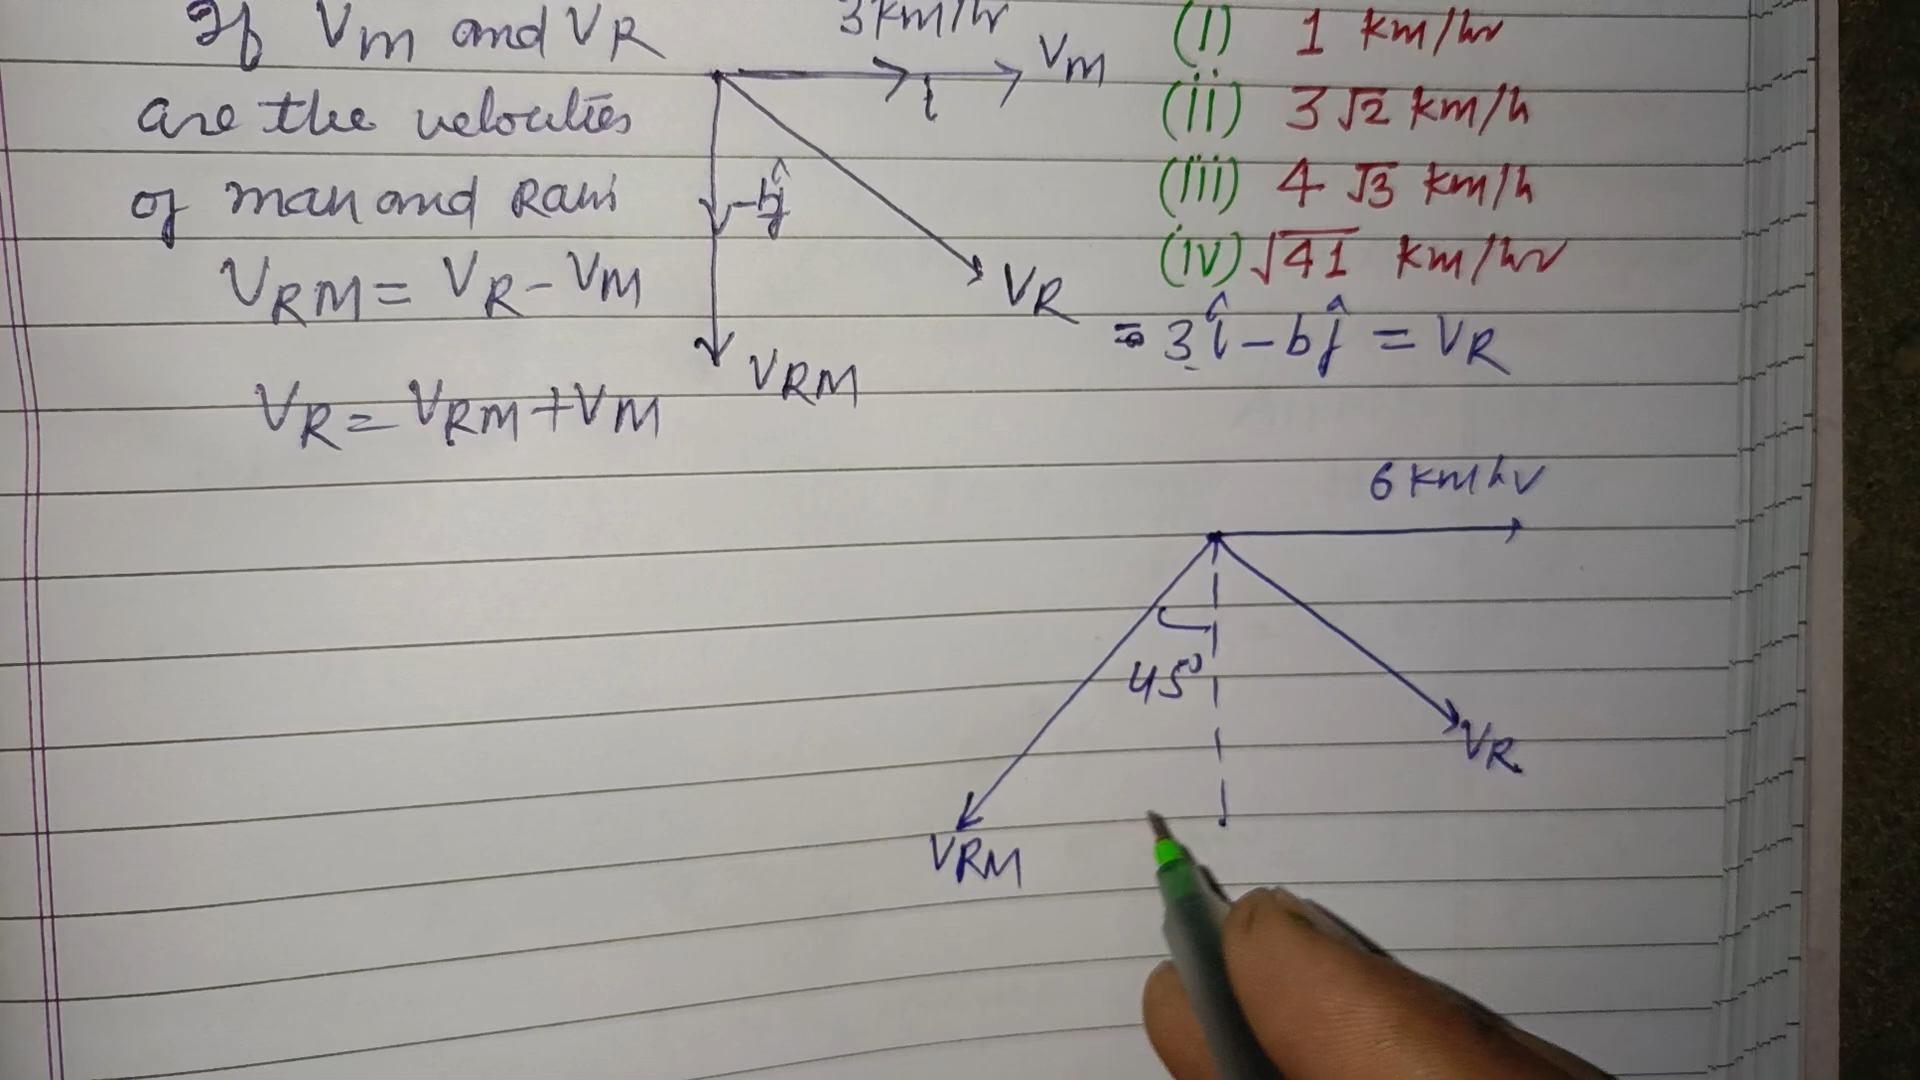 If Vm and VR
are the velocities
of man and Rain
VRM = VR - VM
VR = VRM + VM
3 km/hr
VM
î
-bĵ
VR
VRM
(i) 1 km/hr
(ii) 3√2 km/h
(iii) 4√3 km/h
(iv) √41 km/hr
= 3î - bĵ = VR
6 km hr
45°
VR
VRM